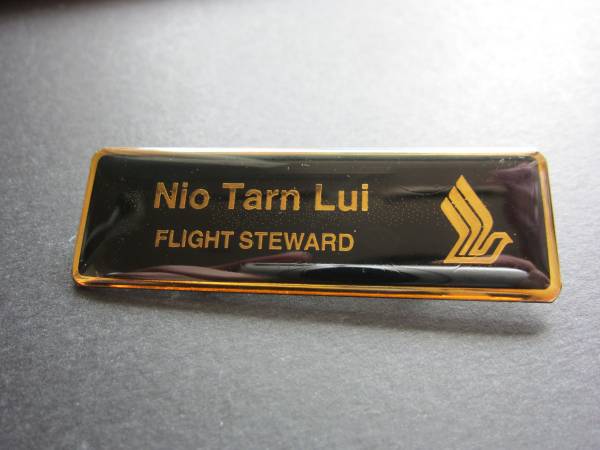 Nio Tarn Lui
FLIGHT STEWARD